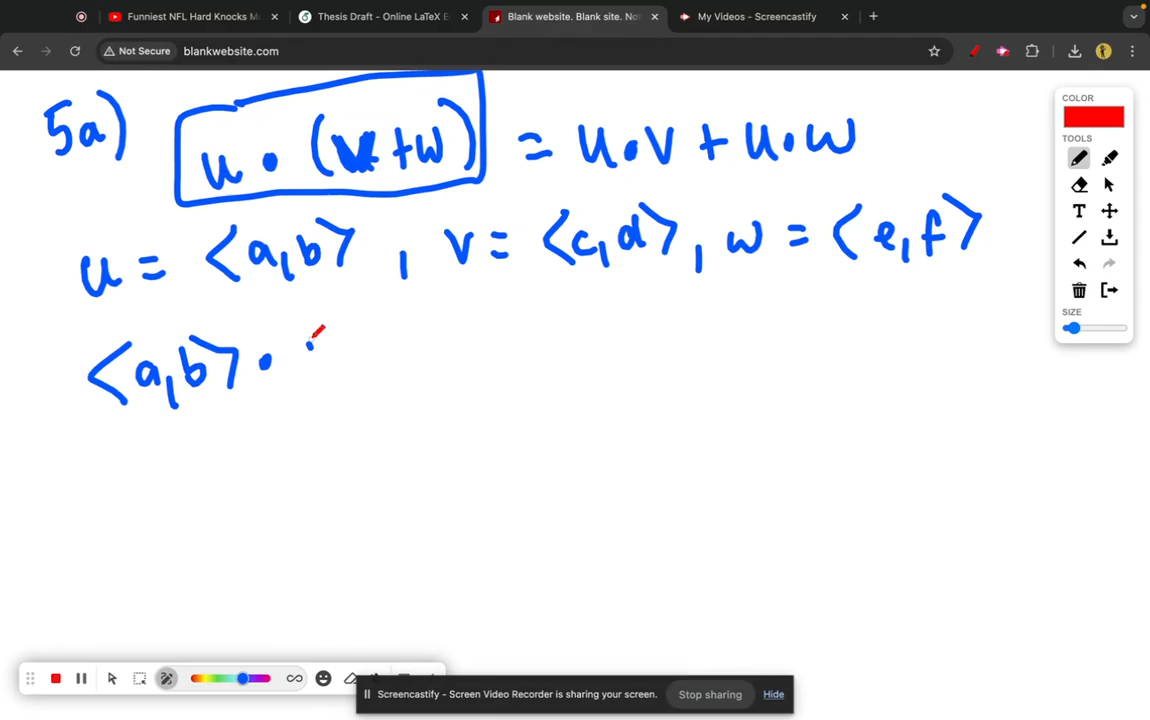 Funniest NFL Hard Knocks Mo
Thesis Draft - Online LaTeX E
Blank website. Blank site. No
My Videos - Screencastify
Not Secure blankwebsite.com
5a) u • (v+w) = u•v + u•w
u = <a,b> , v = <c,d>, w = <e,f>
<a,b> •
COLOR
TOOLS
T
SIZE
Screencastify - Screen Video Recorder is sharing your screen.
Stop sharing
Hide